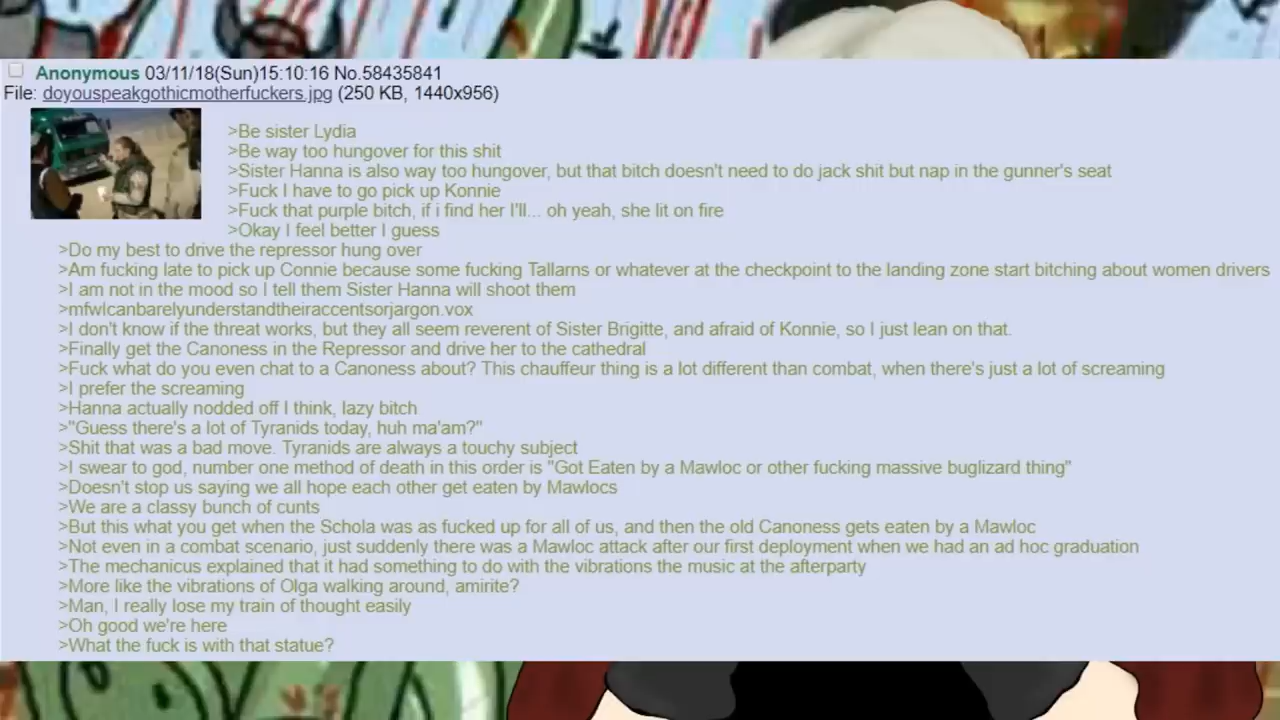 Anonymous 03/11/18(Sun)15:10:16 No.58435841
File: doyouspeakgothicmotherfuckers.jpg (250 KB, 1440x956)
>Be sister Lydia
>Be way too hungover for this shit
>Sister Hanna is also way too hungover, but that bitch doesn't need to do jack shit but nap in the gunner's seat
>Fuck I have to go pick up Konnie
>Fuck that purple bitch, if i find her I'll... oh yeah, she lit on fire
>Okay I feel better I guess
>Do my best to drive the repressor hung over
>Am fucking late to pick up Connie because some fucking Tallarns or whatever at the checkpoint to the landing zone start bitching about women drivers
>I am not in the mood so I tell them Sister Hanna will shoot them
>mfwIcanbarelyunderstandtheiraccentsorjargon.vox
>I don't know if the threat works, but they all seem reverent of Sister Brigitte, and afraid of Konnie, so I just lean on that.
>Finally get the Canoness in the Repressor and drive her to the cathedral
>Fuck what do you even chat to a Canoness about? This chauffeur thing is a lot different than combat, when there's just a lot of screaming
>I prefer the screaming
>Hanna actually nodded off I think, lazy bitch
>"Guess there's a lot of Tyranids today, huh ma'am?"
>Shit that was a bad move. Tyranids are always a touchy subject
>I swear to god, number one method of death in this order is "Got Eaten by a Mawloc or other fucking massive buglizard thing"
>Doesn't stop us saying we all hope each other get eaten by Mawlocs
>We are a classy bunch of cunts
>But this what you get when the Schola was as fucked up for all of us, and then the old Canoness gets eaten by a Mawloc
>Not even in a combat scenario, just suddenly there was a Mawloc attack after our first deployment when we had an ad hoc graduation
>The mechanicus explained that it had something to do with the vibrations the music at the afterparty
>More like the vibrations of Olga walking around, amirite?
>Man, I really lose my train of thought easily
>Oh good we're here
>What the fuck is with that statue?